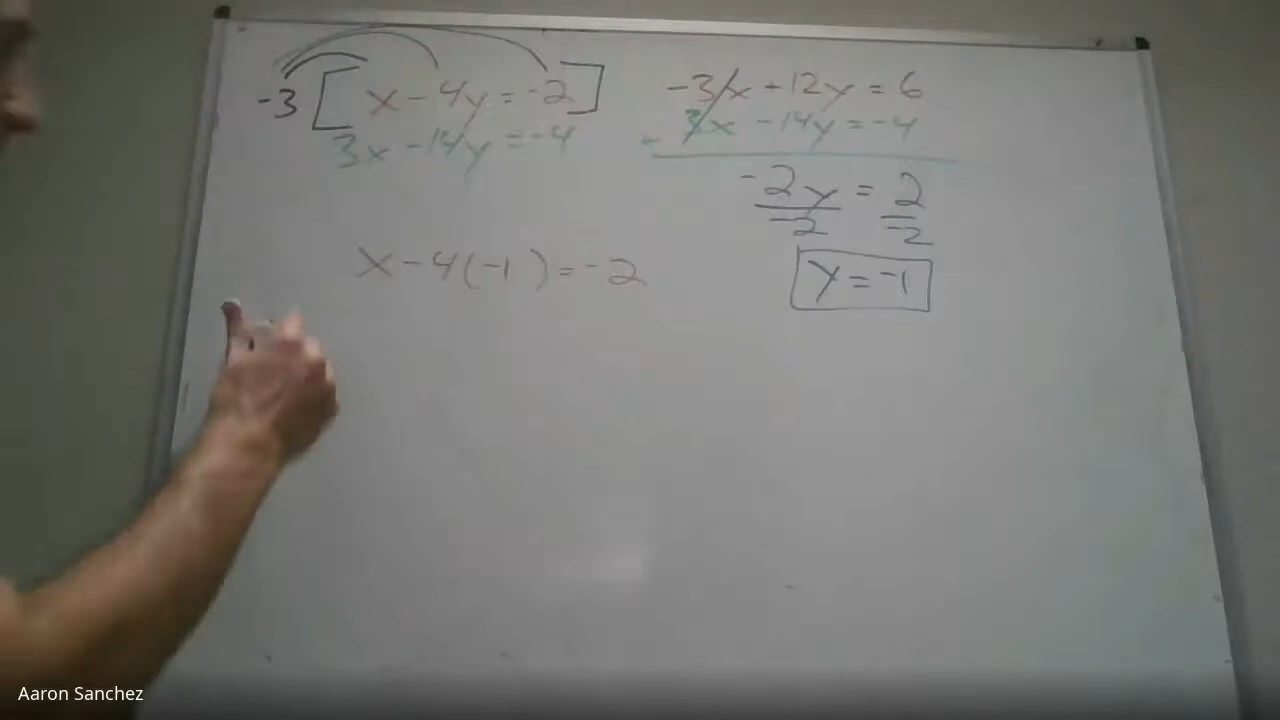 -3 [ x - 4y = -2 ]
3x - 14y = -4
x - 4(-1) = -2
-3x + 12y = 6
+ 3x - 14y = -4
-2y = 2
-2 -2
y = -1
Aaron Sanchez